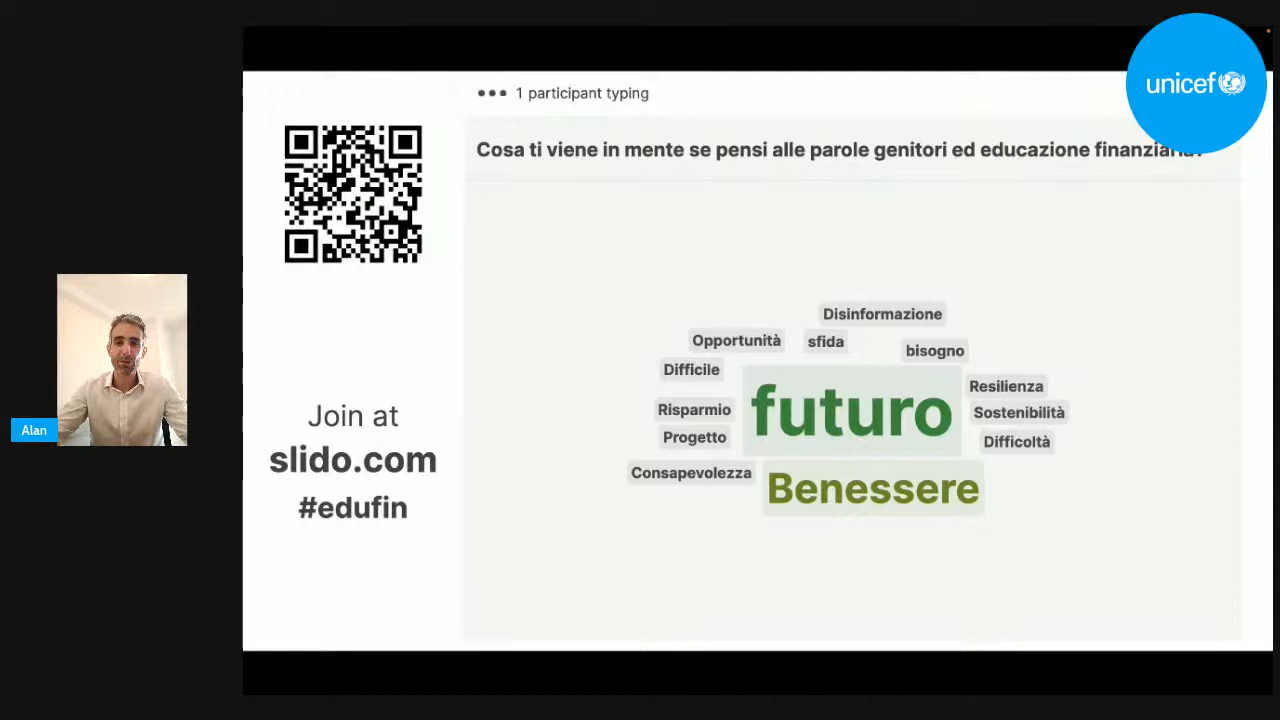 unicef
1 participant typing
Cosa ti viene in mente se pensi alle parole genitori ed educazione finanziaria?
Disinformazione
Opportunità
sfida
bisogno
Difficile
Resilienza
futuro
Risparmio
Sostenibilità
Progetto
Difficoltà
Consapevolezza
Benessere
Join at
slido.com
#edufin
Alan